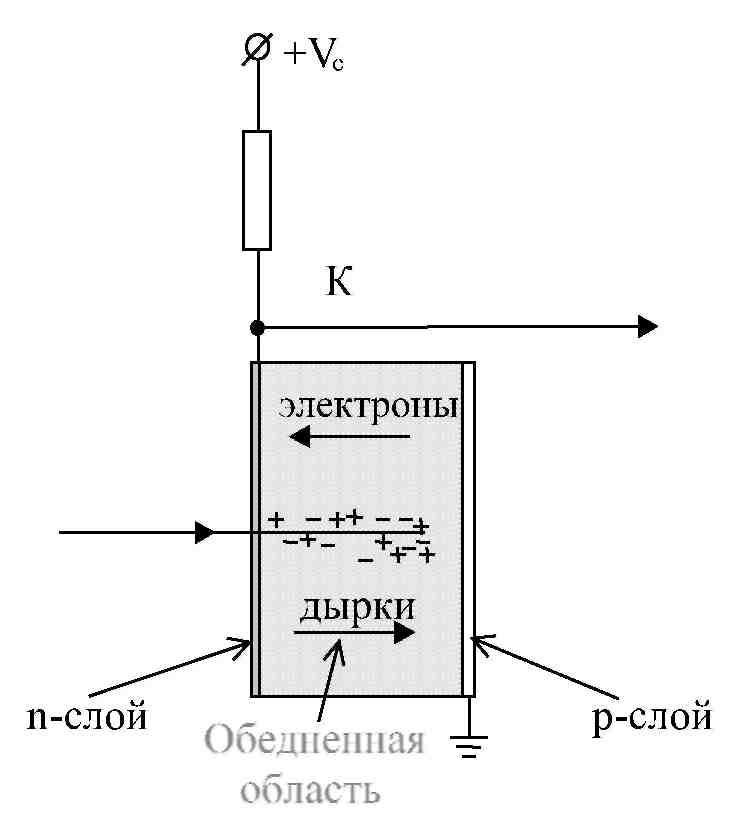 +Vc
К
электроны
+ - + + - - +
- + - + - - + - + +
дырки
n-слой
p-слой
Обедненная
область